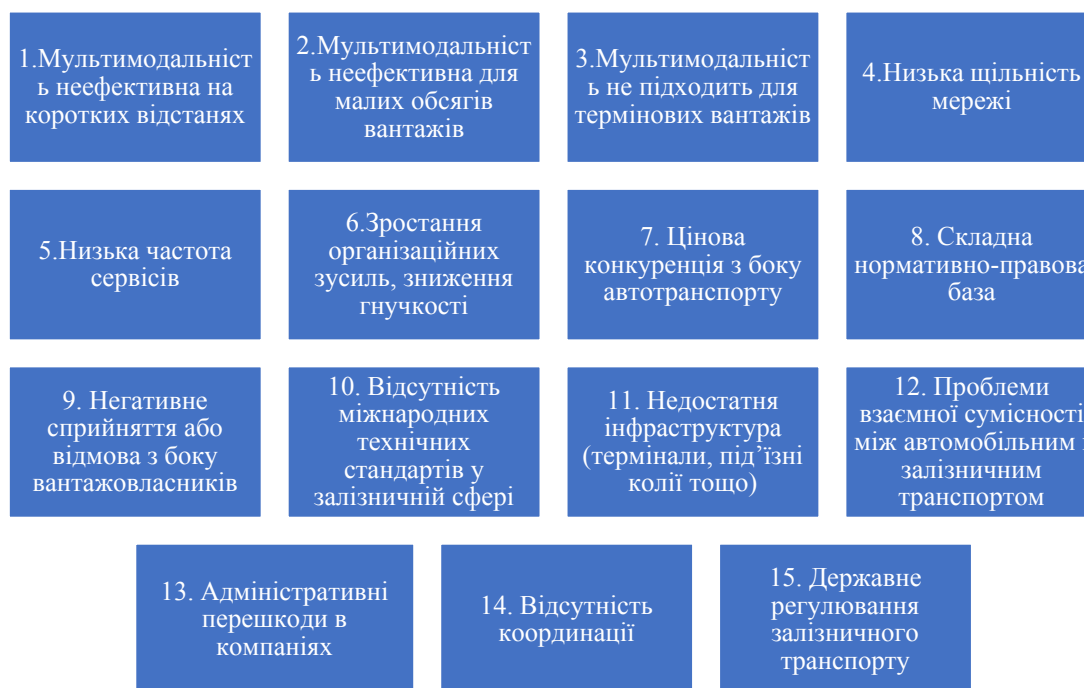 1.Мультимодальніст
ь неефективна на
коротких відстанях
2.Мультимодальніст
ь неефективна для
малих обсягів
вантажів
3.Мультимодальніст
ь не підходить для
термінових вантажів
4.Низька щільність
мережі
5.Низька частота
сервісів
6.Зростання
організаційних
зусиль, зниження
гнучкості
7. Цінова
конкуренція з боку
автотранспорту
8. Складна
нормативно-правова
база
9. Негативне
сприйняття або
відмова з боку
вантажовласників
10. Відсутність
міжнародних
технічних
стандартів у
залізничній сфері
11. Недостатня
інфраструктура
(термінали, під’їзні
колії тощо)
12. Проблеми
взаємної сумісності
між автомобільним
залізничним
транспортом
13. Адміністративні
перешкоди в
компаніях
14. Відсутність
координації
15. Державне
регулювання
залізничного
транспорту